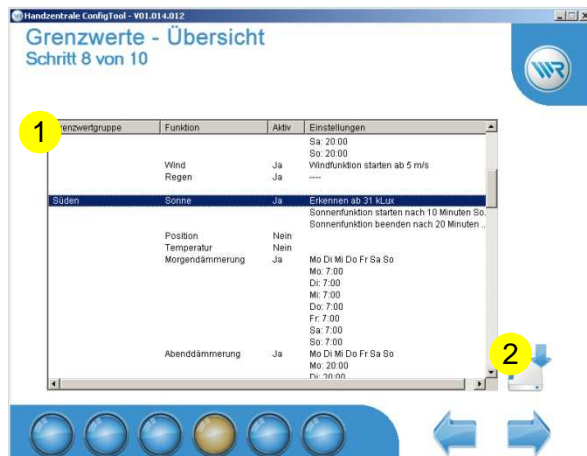 Handzentrale ConfigTool - V01.014.012
Grenzwerte - Übersicht
Schritt 8 von 10
WR
1 renzwertgruppe Funktion Aktiv Einstellungen
Sa: 20:00
So: 20:00
Wind Ja Windfunktion starten ab 5 m/s
Regen Ja ----
Süden Sonne Ja Erkennen ab 31 kLux
Sonnenfunktion starten nach 10 Minuten So.
Sonnenfunktion beenden nach 20 Minuten ..
Position Nein
Temperatur Nein
Morgendämmerung Ja Mo Di Mi Do Fr Sa So
Mo: 7:00
Di: 7:00
Mi: 7:00
Do: 7:00
Fr: 7:00
Sa: 7:00
So: 7:00
Abenddämmerung Ja Mo Di Mi Do Fr Sa So
Mo: 20:00
Di: 20:00
2